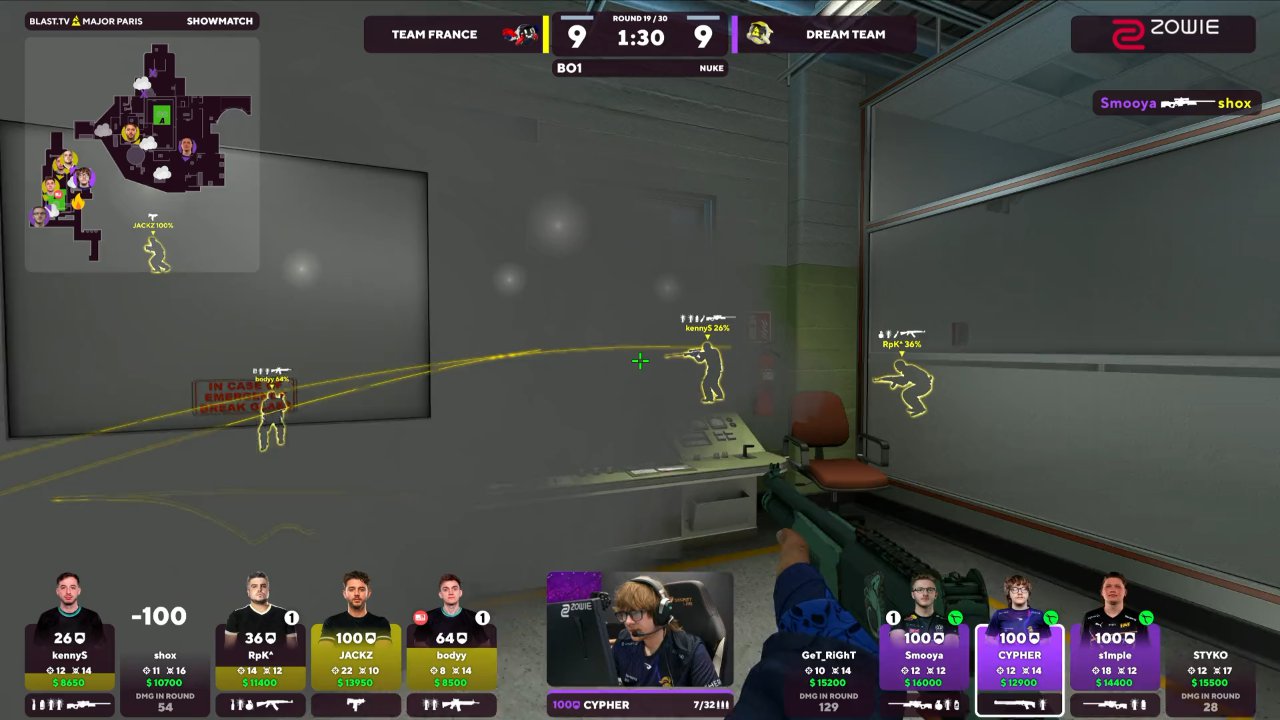 BLAST.TV MAJOR PARIS
SHOWMATCH
TEAM FRANCE
9
ROUND 19 / 30
1:30
9
DREAM TEAM
BO1
NUKE
ZOWIE
Smooya
shox
JACKZ 100%
kennyS 26%
RpK^ 36%
bodyy 64%
IN CASE OF
EMERGENCY
BREAK GLASS
26
kennyS
12 14
$ 8650
-100
shox
11 16
$ 10700
DMG IN ROUND
54
1
36
RpK^
14 12
$ 11400
100
JACKZ
22 10
$ 13950
1
64
bodyy
8 14
$ 8500
ZOWIE
100 CYPHER
7/32
GeT_RiGhT
10 14
$ 15200
DMG IN ROUND
129
1
100
Smooya
12 12
$ 16000
100
CYPHER
12 14
$ 12900
100
s1mple
18 12
$ 14400
STYKO
12 17
$ 15500
DMG IN ROUND
28